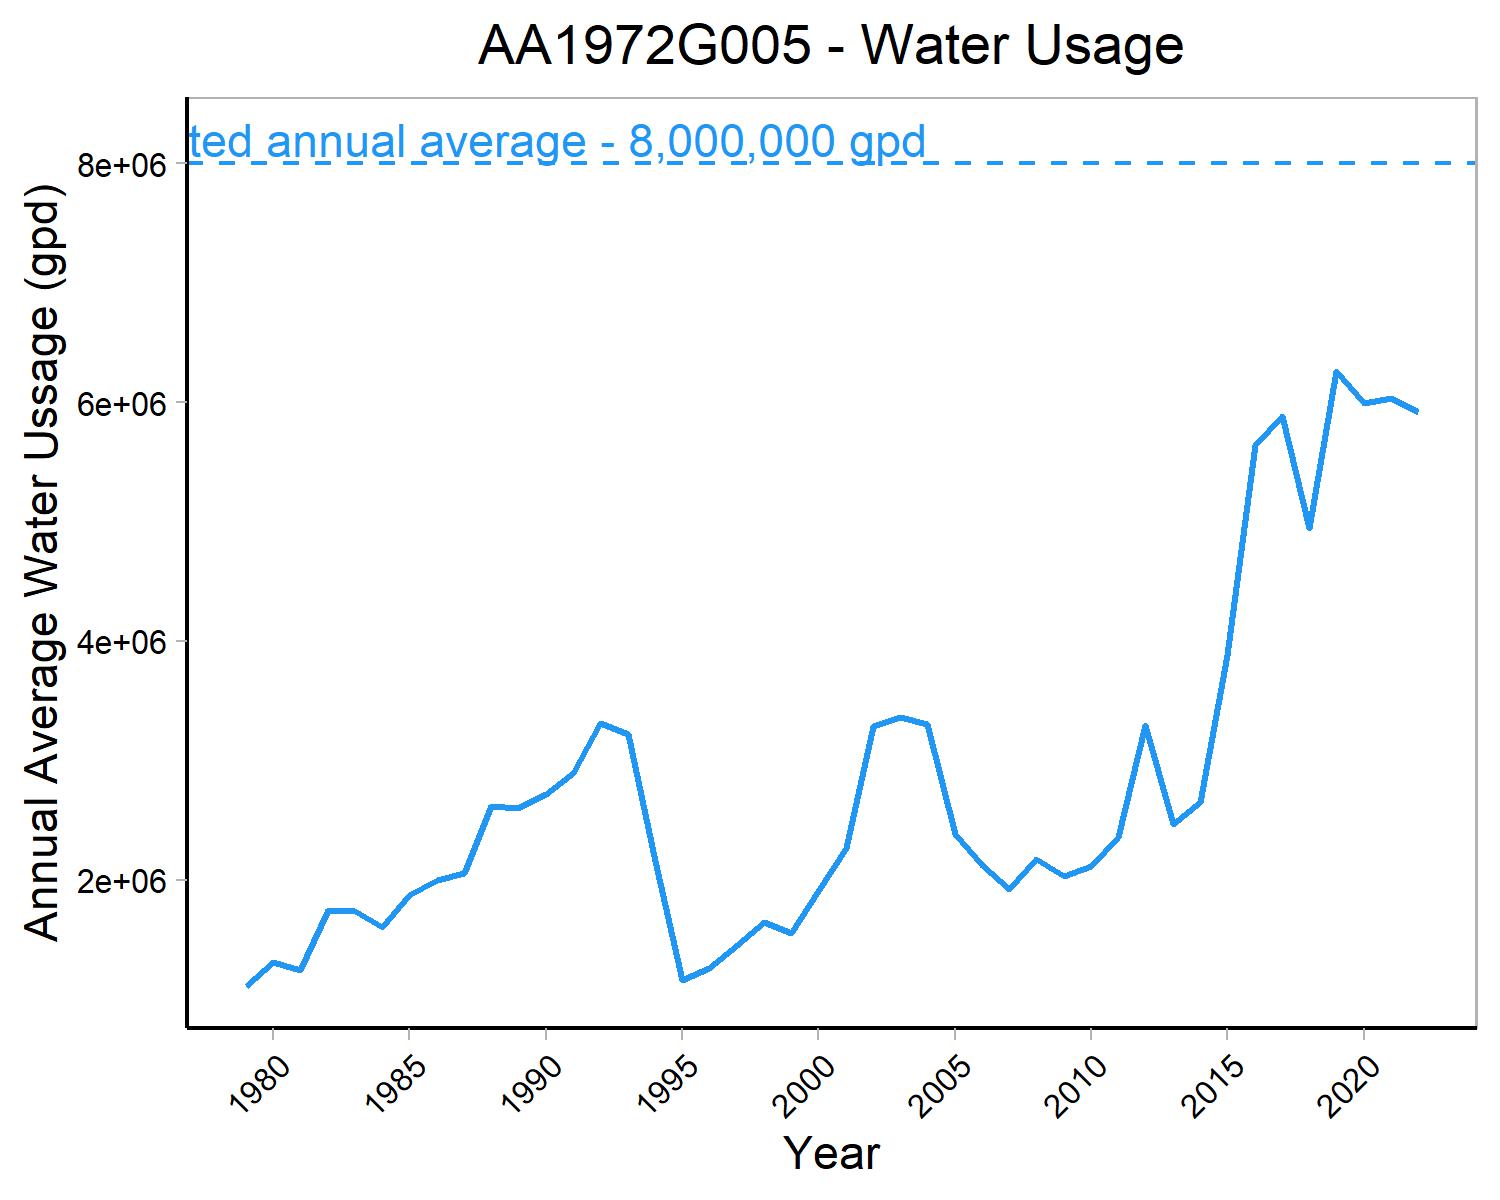 AA1972G005 - Water Usage
ted annual average - 8,000,000 gpd
Annual Average Water Ussage (gpd)
8e+06
6e+06
4e+06
2e+06
1980
1985
1990
1995
2000
2005
2010
2015
2020
Year